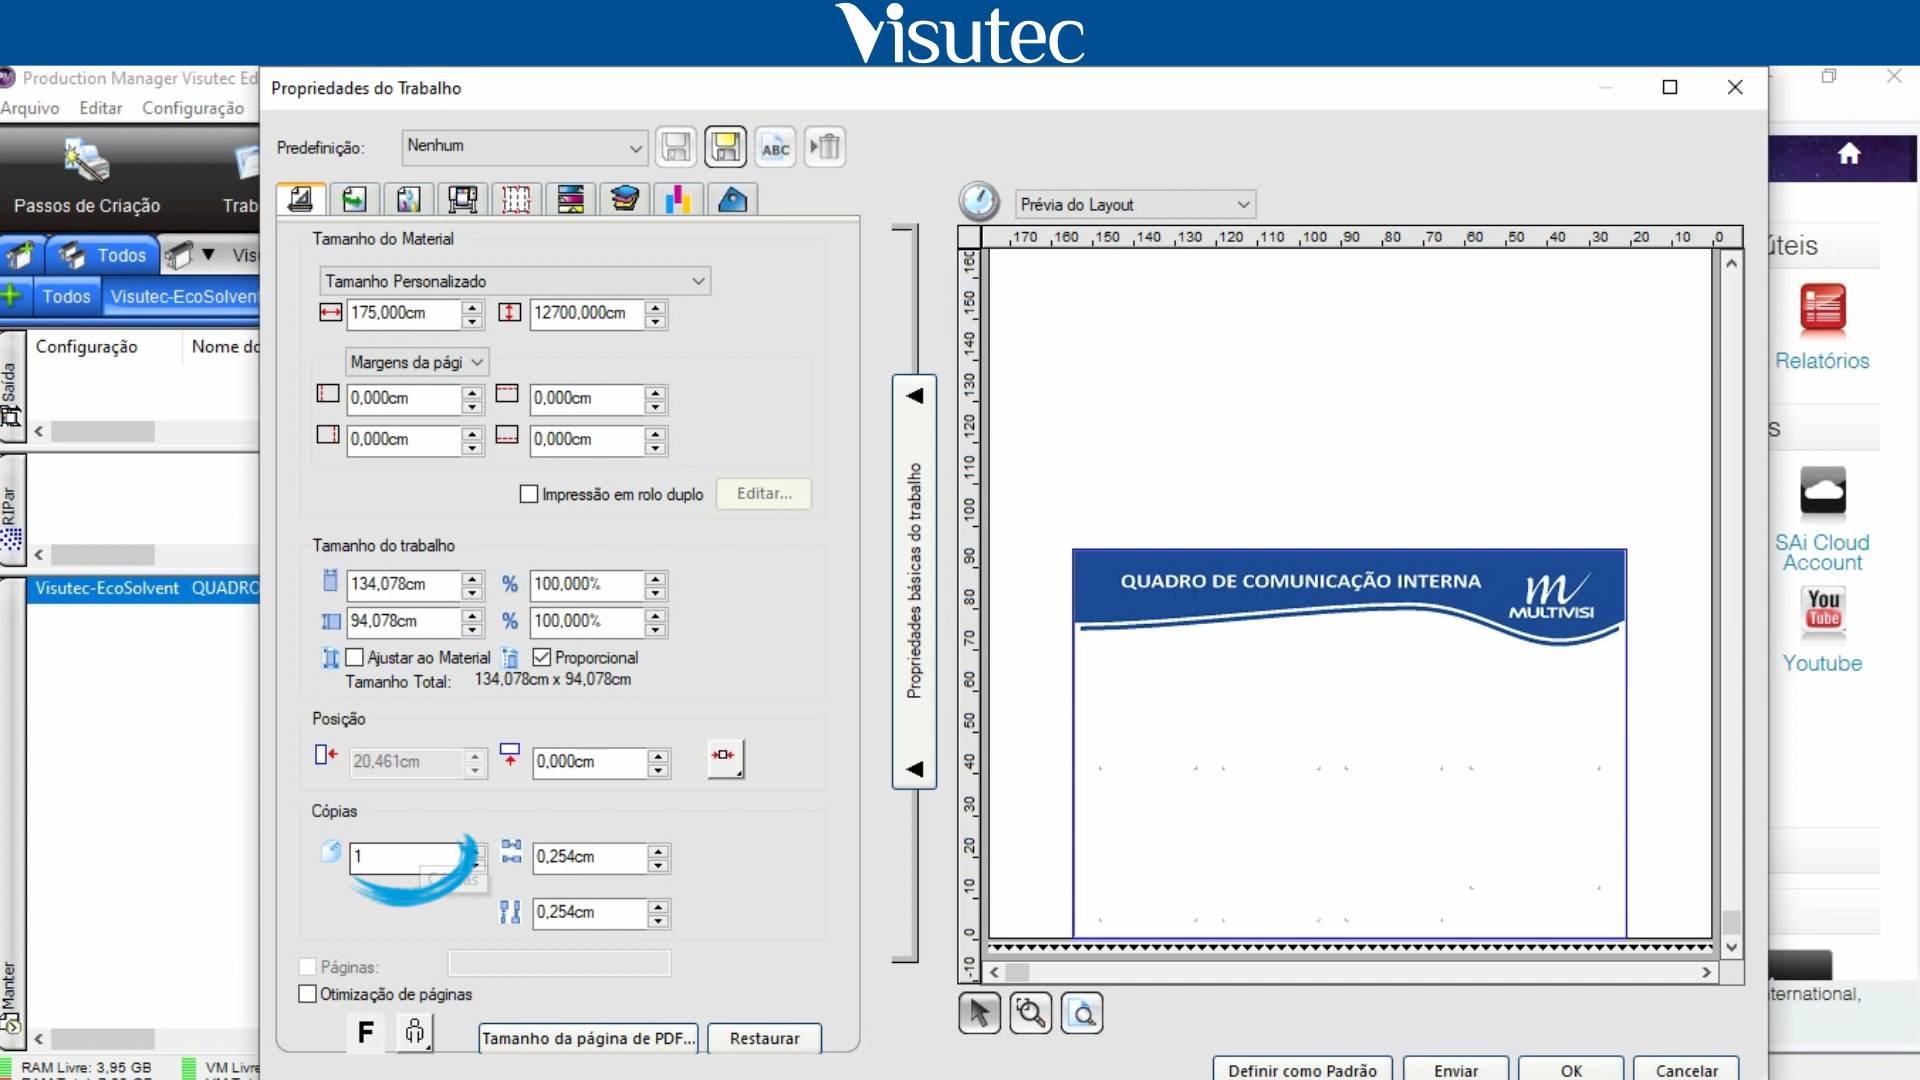 Visutec
Production Manager Visutec Ed
Propriedades do Trabalho
Arquivo Editar Configuração
Predefinição: Nenhum
ABC
Passos de Criação
Trab
Prévia do Layout
Todos
Vis
Todos Visutec-EcoSolvent
Configuração
Nome do
Saída
RIPar
Visutec-EcoSolvent QUADRO
Manter
RAM Livre: 3,95 GB
VM Livre
Tamanho do Material
Tamanho Personalizado
175,000cm
12700,000cm
Margens da pági
0,000cm
0,000cm
0,000cm
0,000cm
Impressão em rolo duplo
Editar...
Tamanho do trabalho
134,078cm % 100,000%
94,078cm % 100,000%
Ajustar ao Material Proporcional
Tamanho Total: 134,078cm x 94,078cm
Posição
20,461cm
0,000cm
Cópias
1
0,254cm
0,254cm
Páginas:
Otimização de páginas
F
Tamanho da página de PDF...
Restaurar
Propriedades básicas do trabalho
170 160 150 140 130 120 110 100 90 80 70 60 50 40 30 20 10 0
160
150
140
130
120
110
100
90
80
70
60
50
40
30
20
10
0
-10
QUADRO DE COMUNICAÇÃO INTERNA
m
MULTIVISI
Definir como Padrão
Enviar
OK
Cancelar
úteis
Relatórios
s
SAi Cloud
Account
You
Tube
Youtube
ternational,